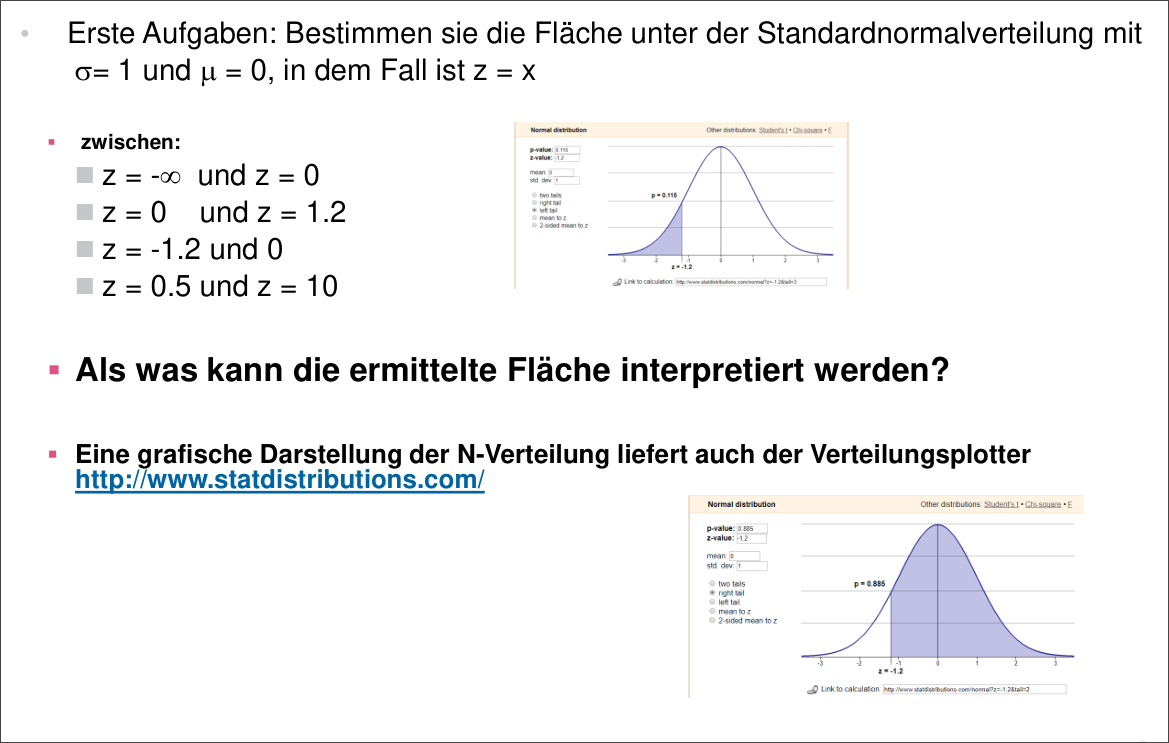 Erste Aufgaben: Bestimmen sie die Fläche unter der Standardnormalverteilung mit
σ= 1 und μ = 0, in dem Fall ist z = x
zwischen:
z = -∞ und z = 0
z = 0 und z = 1.2
z = -1.2 und 0
z = 0.5 und z = 10
Normal distribution
Other distributions: Student's t • Chi-square • F
p-value: 0.115
z-value: -1.2
mean: 0
std. dev: 1
two tails
right tail
left tail
mean to z
2-sided mean to z
p = 0.115
-3 -2 -1 0 1 2 3
z = -1.2
Link to calculation: http://www.statdistributions.com/normal?z=-1.2&tail=3
Als was kann die ermittelte Fläche interpretiert werden?
Eine grafische Darstellung der N-Verteilung liefert auch der Verteilungsplotter
http://www.statdistributions.com/
Normal distribution
Other distributions: Student's t • Chi-square • F
p-value: 0.885
z-value: -1.2
mean: 0
std. dev: 1
two tails
right tail
left tail
mean to z
2-sided mean to z
p = 0.885
-3 -2 -1 0 1 2 3
z = -1.2
Link to calculation: http://www.statdistributions.com/normal?z=-1.2&tail=2